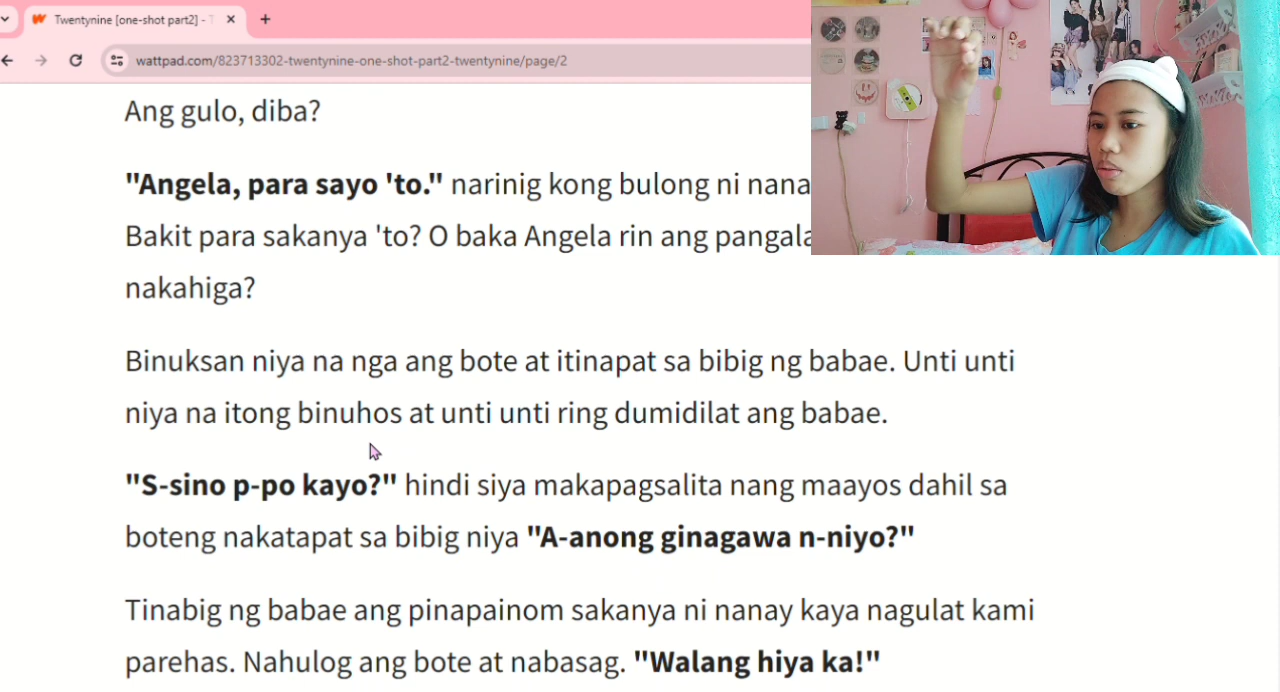 Twentynine [one-shot part2] -
wattpad.com/823713302-twentynine-one-shot-part2-twentynine/page/2
Ang gulo, diba?
"Angela, para sayo 'to." narinig kong bulong ni
Bakit para sakanya 'to? O baka Angela rin ang
nakahiga?
Binuksan niya na nga ang bote at itinapat sa bibig ng babae. Unti unti
niya na itong binuhos at unti unti ring dumidilat ang babae.
"S-sino p-po kayo?" hindi siya makapagsalita nang maayos dahil sa
boteng nakatapat sa bibig niya "A-anong ginagawa n-niyo?"
Tinabig ng babae ang pinapainom sakanya ni nanay kaya nagulat kami
parehas. Nahulog ang bote at nabasag. "Walang hiya ka!"